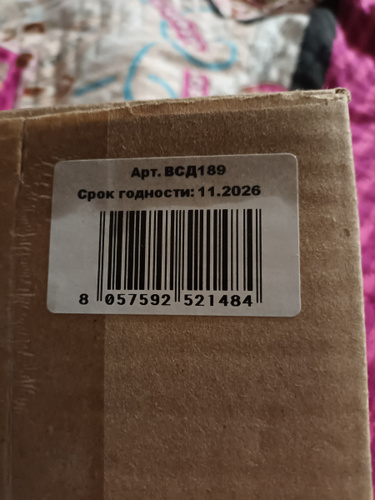 Арт. ВСД189
Срок годности: 11.2026
8 057592 521484